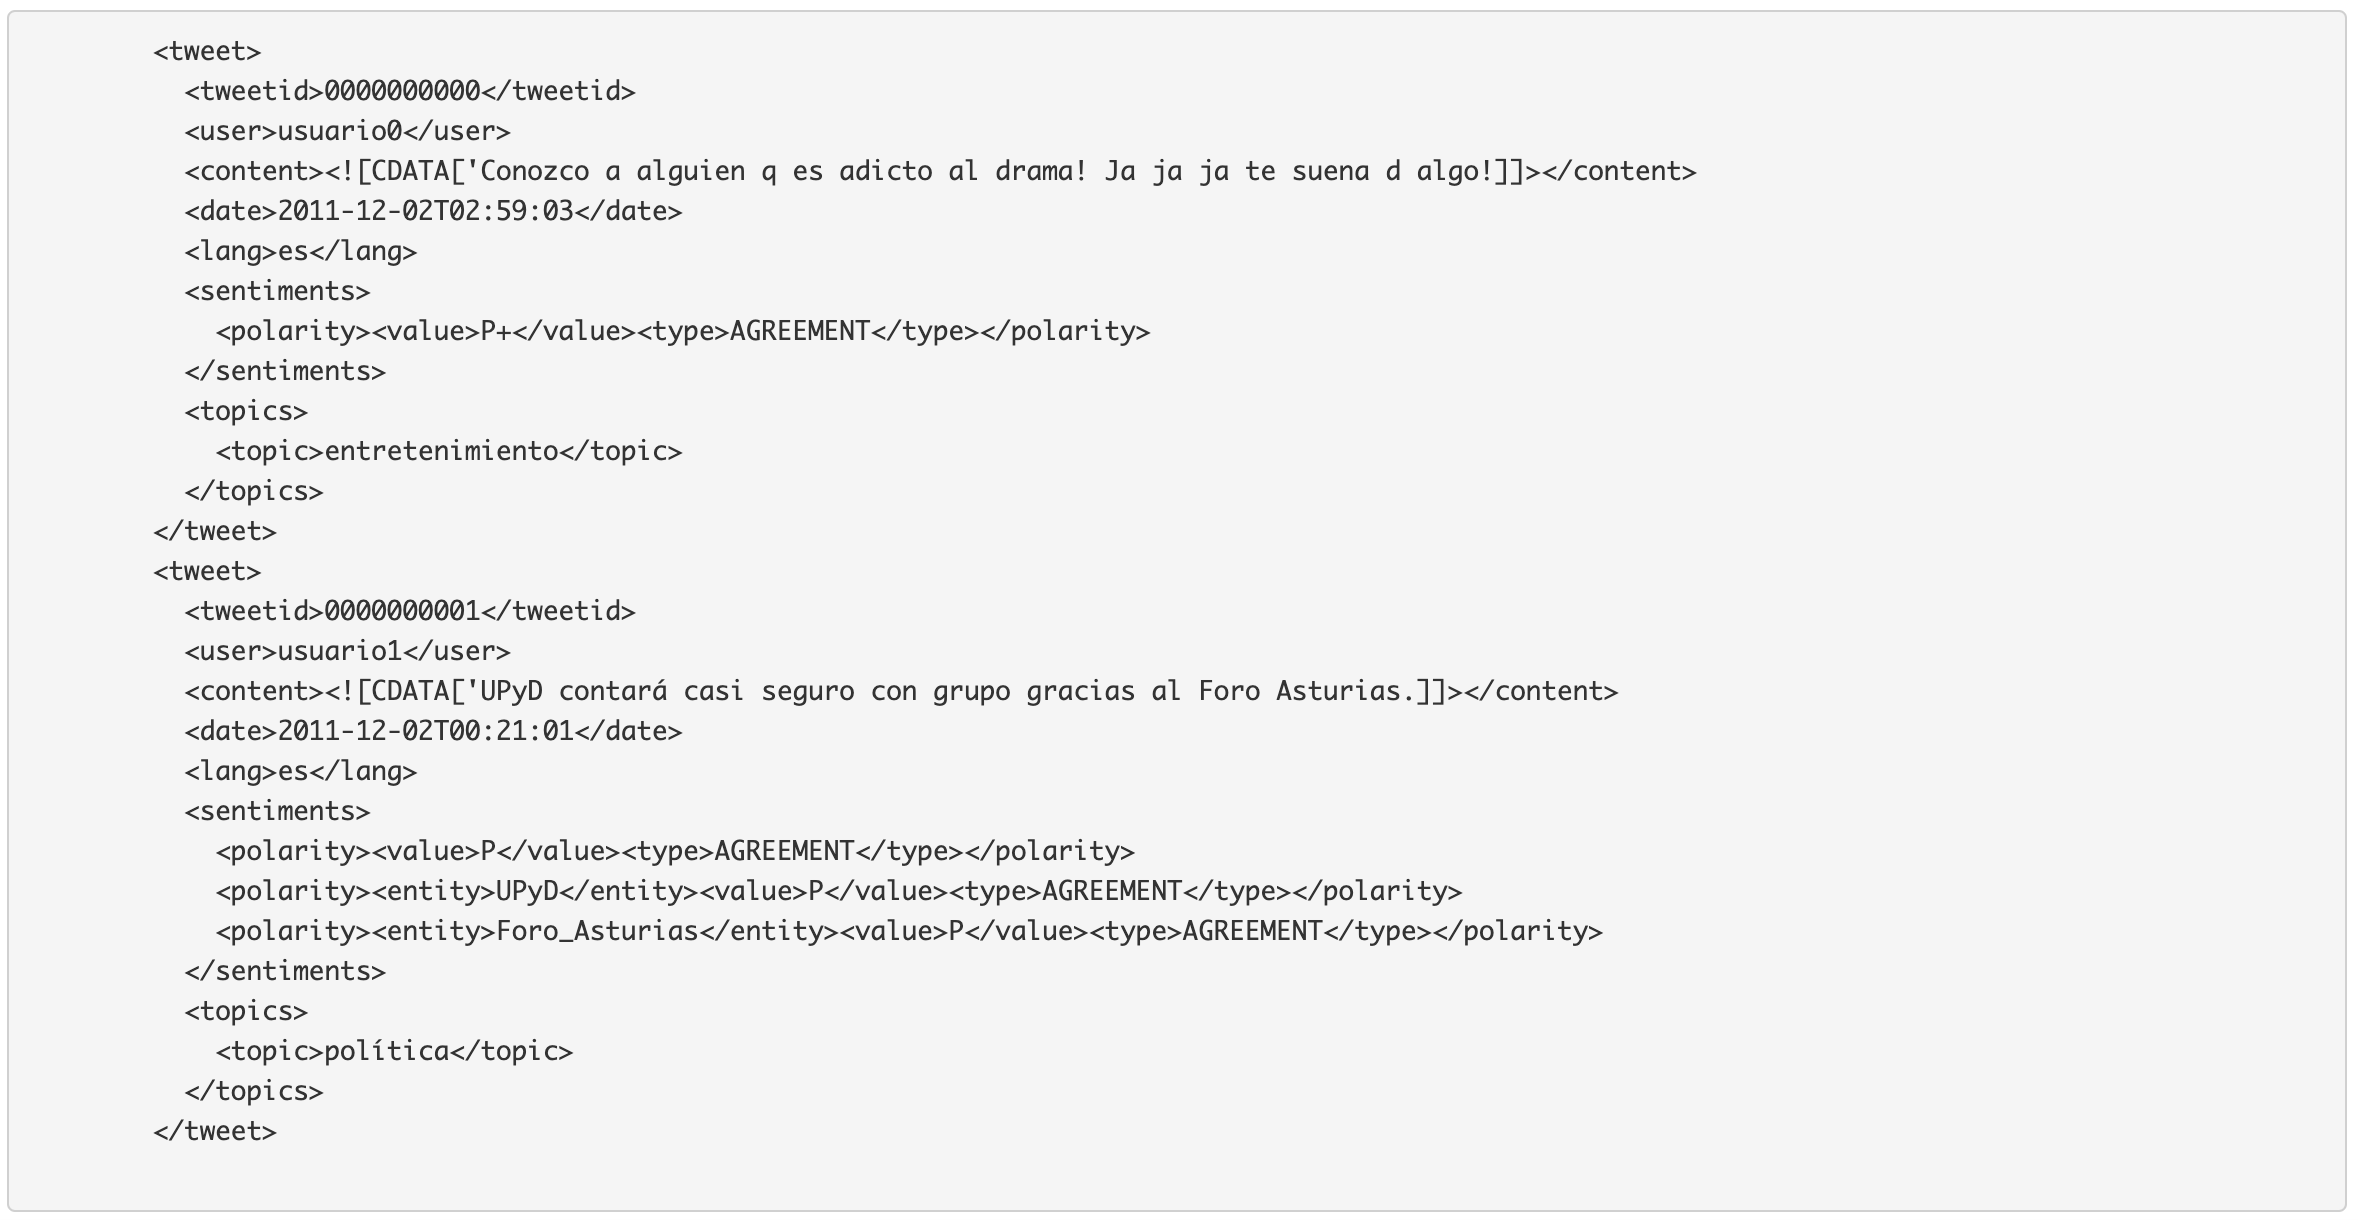 <tweet>
<tweetid>0000000000</tweetid>
<user>usuario0</user>
<content><![CDATA['Conozco a alguien q es adicto al drama! Ja ja ja te suena d algo!]]></content>
<date>2011-12-02T02:59:03</date>
<lang>es</lang>
<sentiments>
<polarity><value>P+</value><type>AGREEMENT</type></polarity>
</sentiments>
<topics>
<topic>entretenimiento</topic>
</topics>
</tweet>
<tweet>
<tweetid>0000000001</tweetid>
<user>usuario1</user>
<content><![CDATA['UPyD contará casi seguro con grupo gracias al Foro Asturias.]]></content>
<date>2011-12-02T00:21:01</date>
<lang>es</lang>
<sentiments>
<polarity><value>P</value><type>AGREEMENT</type></polarity>
<polarity><entity>UPyD</entity><value>P</value><type>AGREEMENT</type></polarity>
<polarity><entity>Foro_Asturias</entity><value>P</value><type>AGREEMENT</type></polarity>
</sentiments>
<topics>
<topic>política</topic>
</topics>
</tweet>